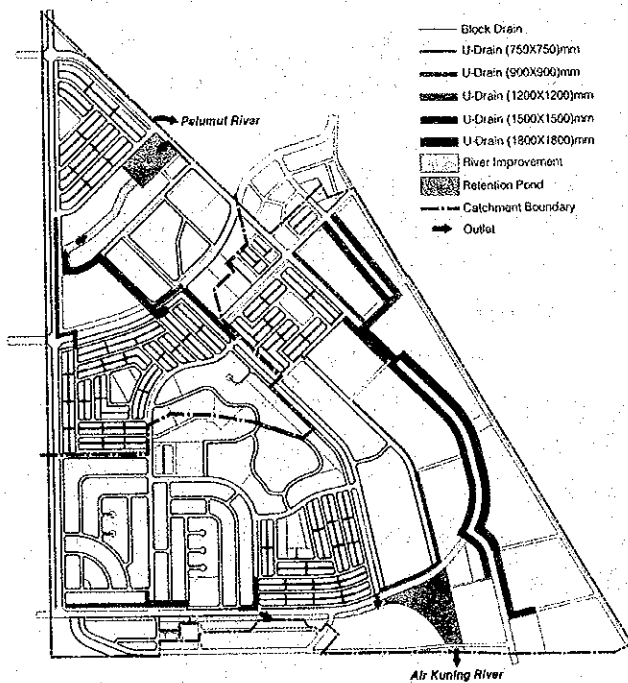 Block Drain
U-Drain (750X750)mm
U-Drain (900X900)mm
U-Drain (1200X1200)mm
U-Drain (1500X1500)mm
U-Drain (1800X1800)mm
River Improvement
Retention Pond
Catchment Boundary
Outlet
Pelumut River
Air Kuning River